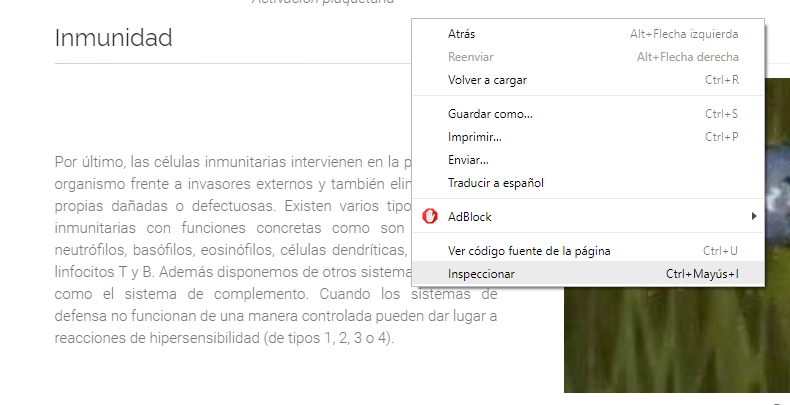 Activación plaquetaria
Inmunidad
Por último, las células inmunitarias intervienen en la p
organismo frente a invasores externos y también elin
propias dañadas o defectuosas. Existen varios tipo
inmunitarias con funciones concretas como son
neutrófilos, basófilos, eosinófilos, células dendríticas,
linfocitos T y B. Además disponemos de otros sistema
como el sistema de complemento. Cuando los sistemas de
defensa no funcionan de una manera controlada pueden dar lugar a
reacciones de hipersensibilidad (de tipos 1, 2, 3 o 4).
Atrás Alt+Flecha izquierda
Reenviar Alt+Flecha derecha
Volver a cargar Ctrl+R
Guardar como... Ctrl+S
Imprimir... Ctrl+P
Enviar...
Traducir a español
AdBlock
Ver código fuente de la página Ctrl+U
Inspeccionar Ctrl+Mayús+I